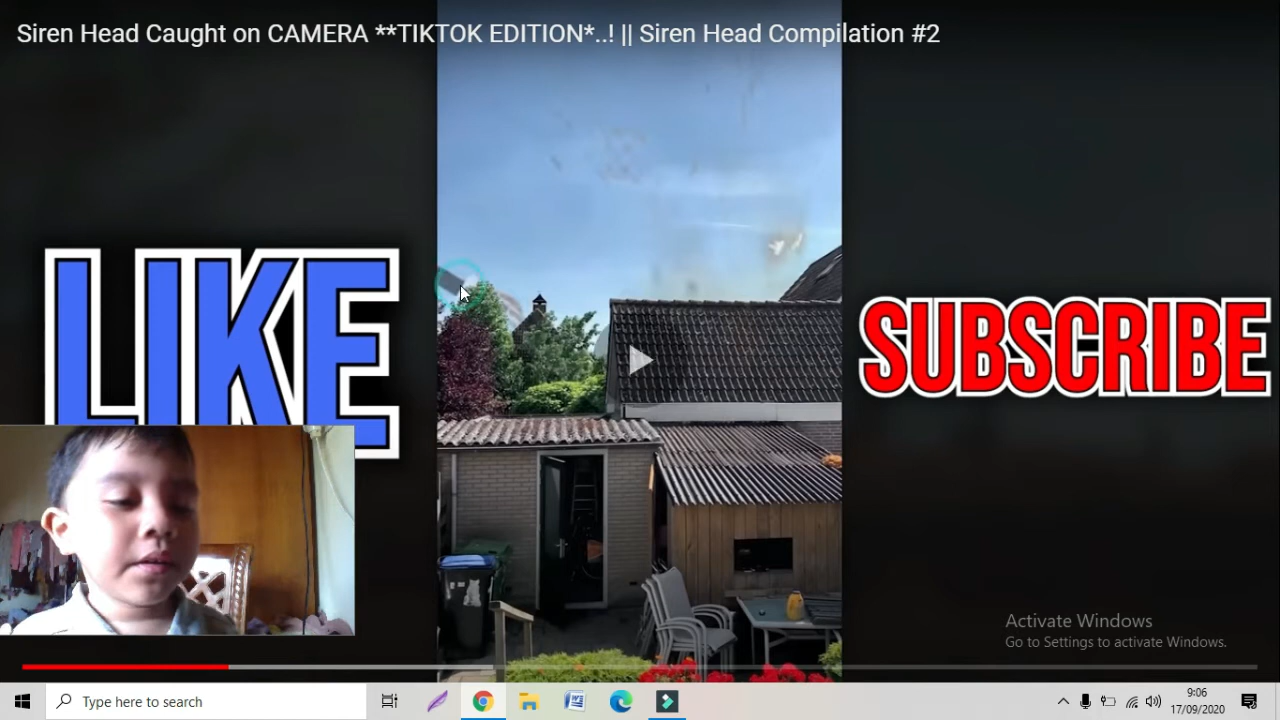 Siren Head Caught on CAMERA **TIKTOK EDITION*..! || Siren Head Compilation #2
LIKE
SUBSCRIBE
Activate Windows
Go to Settings to activate Windows.
Type here to search
9:06
17/09/2020